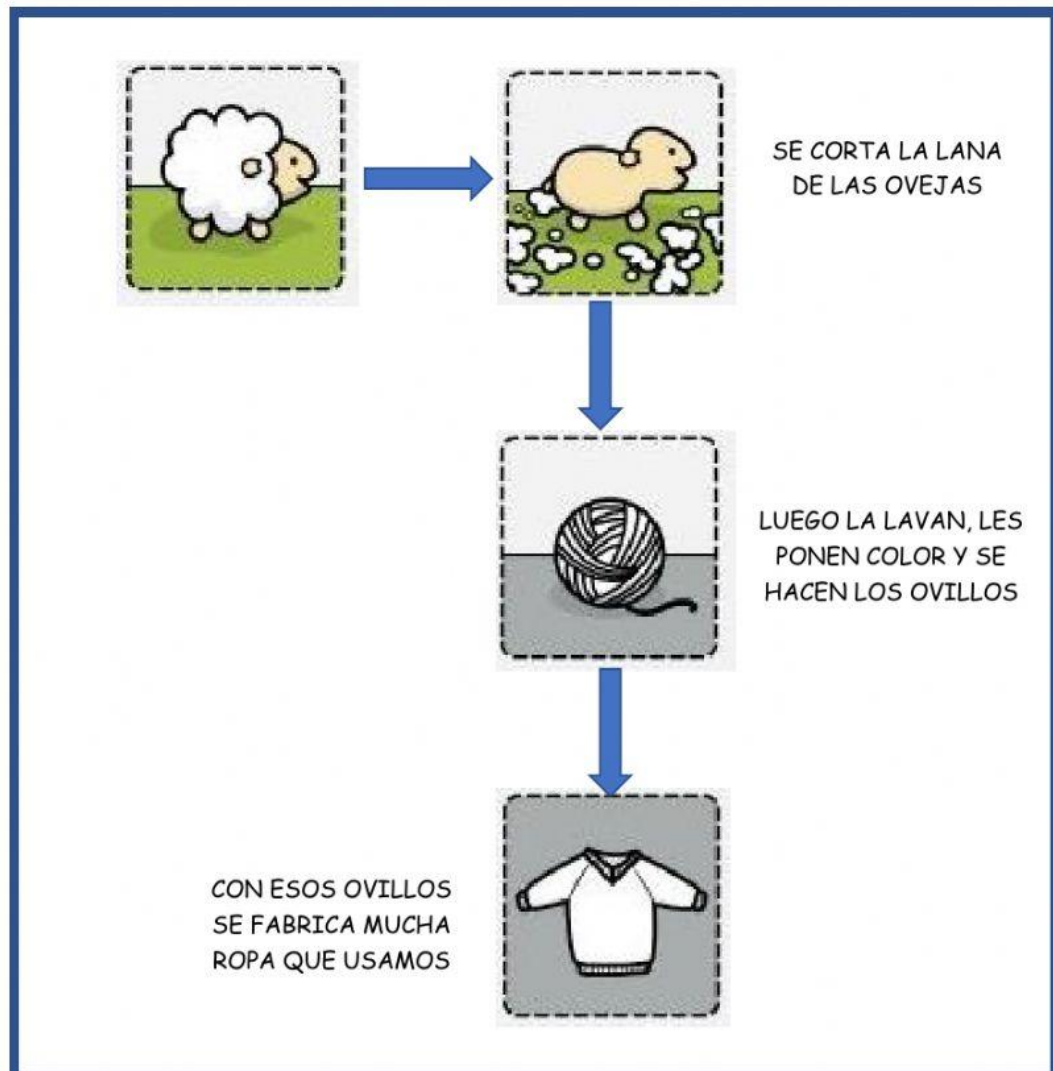 SE CORTA LA LANA
DE LAS OVEJAS
LUEGO LA LAVAN, LES
PONEN COLOR Y SE
HACEN LOS OVILLOS
CON ESOS OVILLOS
SE FABRICA MUCHA
ROPA QUE USAMOS